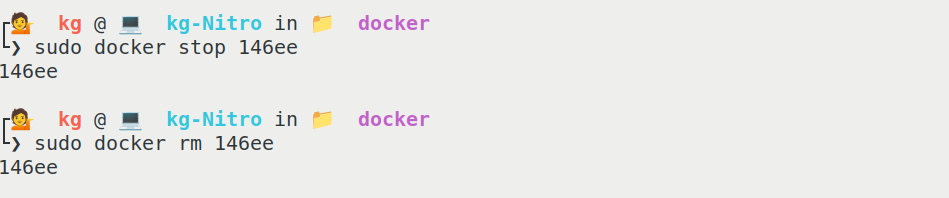 ┌💁 kg @ 💻 kg-Nitro in 📁 docker
└❯ sudo docker stop 146ee
146ee
┌💁 kg @ 💻 kg-Nitro in 📁 docker
└❯ sudo docker rm 146ee
146ee